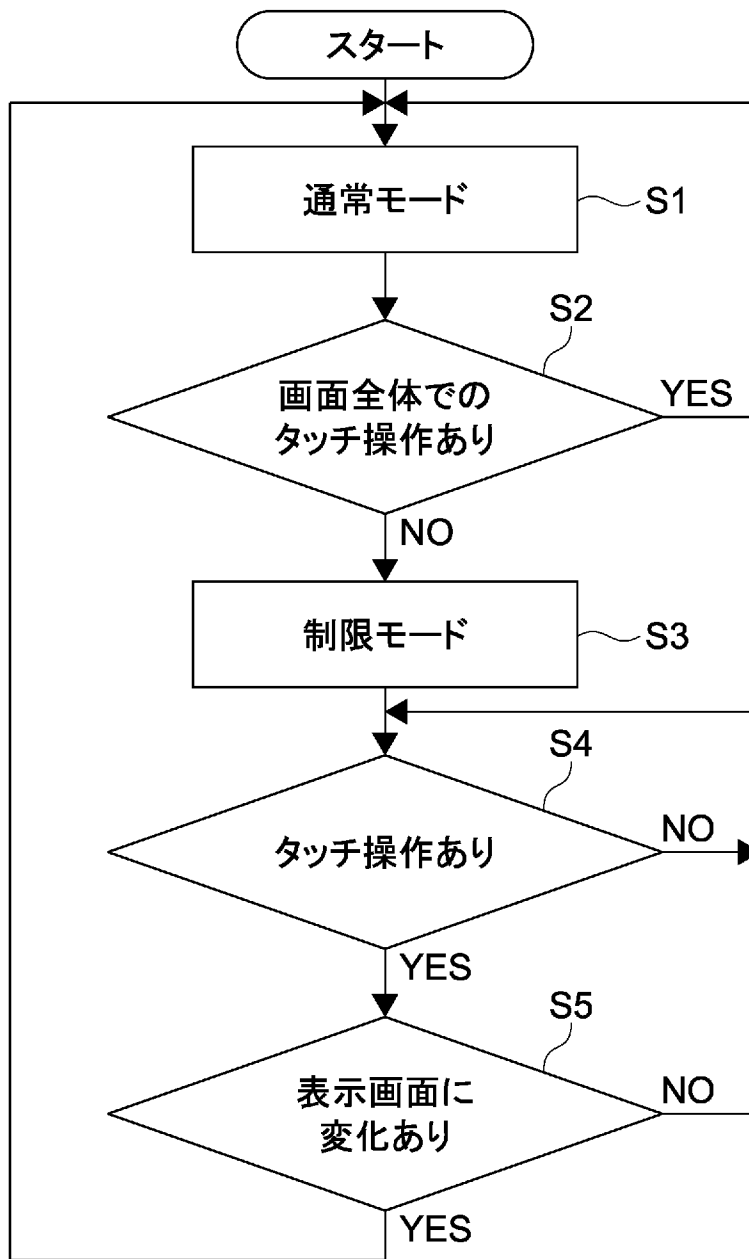 スタート
通常モード
S1
S2
画面全体での
タッチ操作あり
YES
NO
制限モード
S3
S4
タッチ操作あり
NO
YES
S5
表示画面に
変化あり
NO
YES